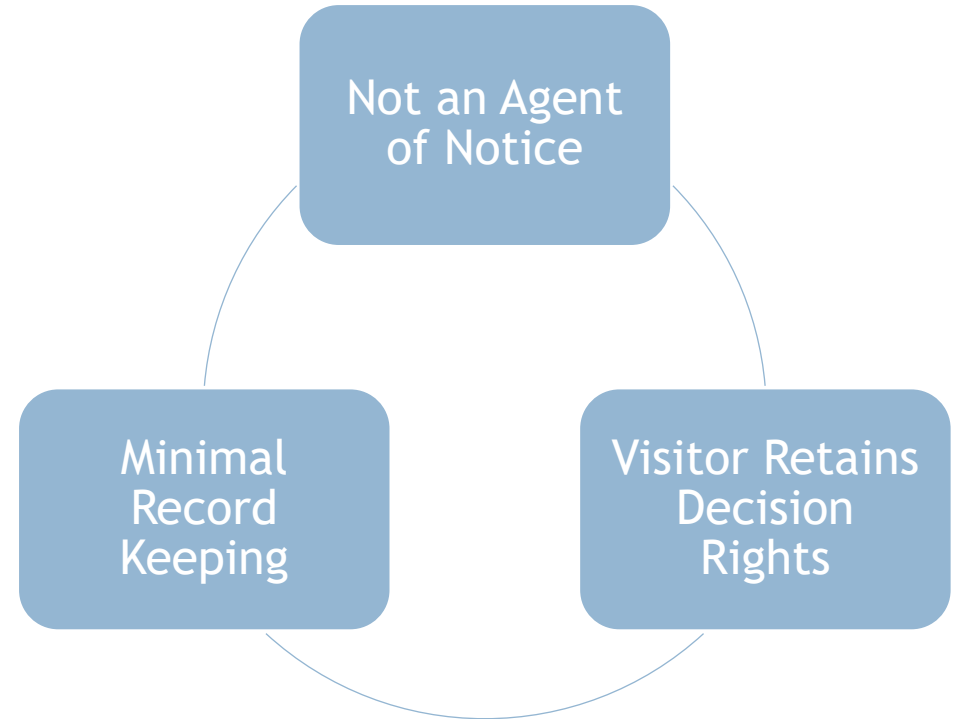 Not an Agent
of Notice
Minimal
Record
Keeping
Visitor Retains
Decision
Rights